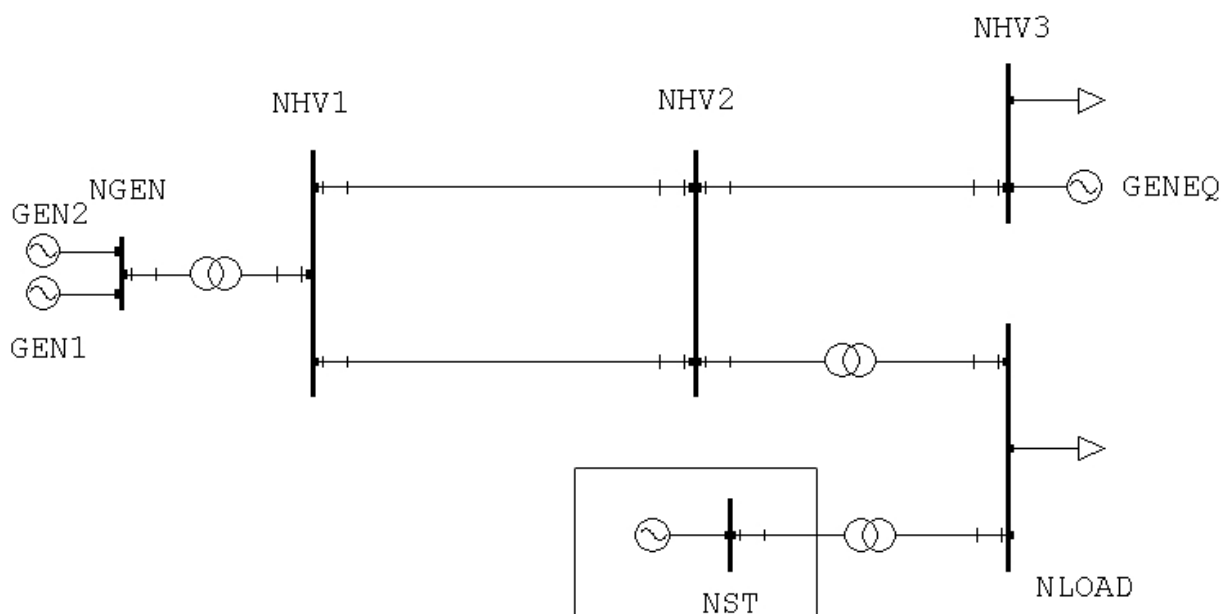 NHV3
NHV1
NHV2
NGEN
GEN2
GENEQ
GEN1
NLOAD
NST